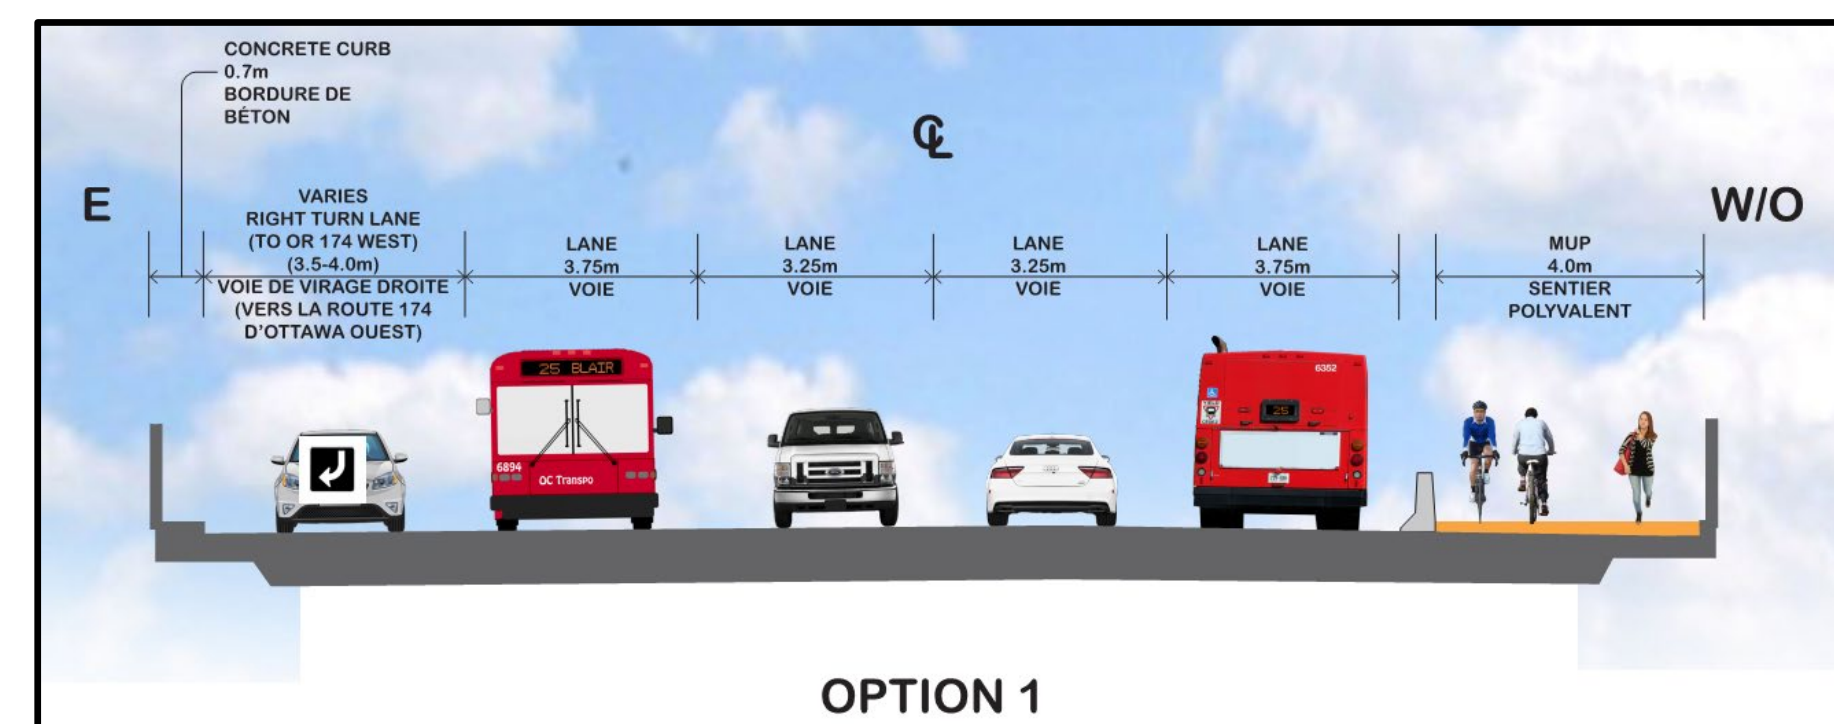 CONCRETE CURB
0.7m
BORDURE DE
BÉTON
℄
E
W/O
VARIES
RIGHT TURN LANE
(TO OR 174 WEST)
(3.5-4.0m)
VOIE DE VIRAGE DROITE
(VERS LA ROUTE 174
D'OTTAWA OUEST)
LANE
3.75m
VOIE
LANE
3.25m
VOIE
LANE
3.25m
VOIE
LANE
3.75m
VOIE
MUP
4.0m
SENTIER
POLYVALENT
25 BLAIR
6894
OC Transpo
6352
25
OPTION 1